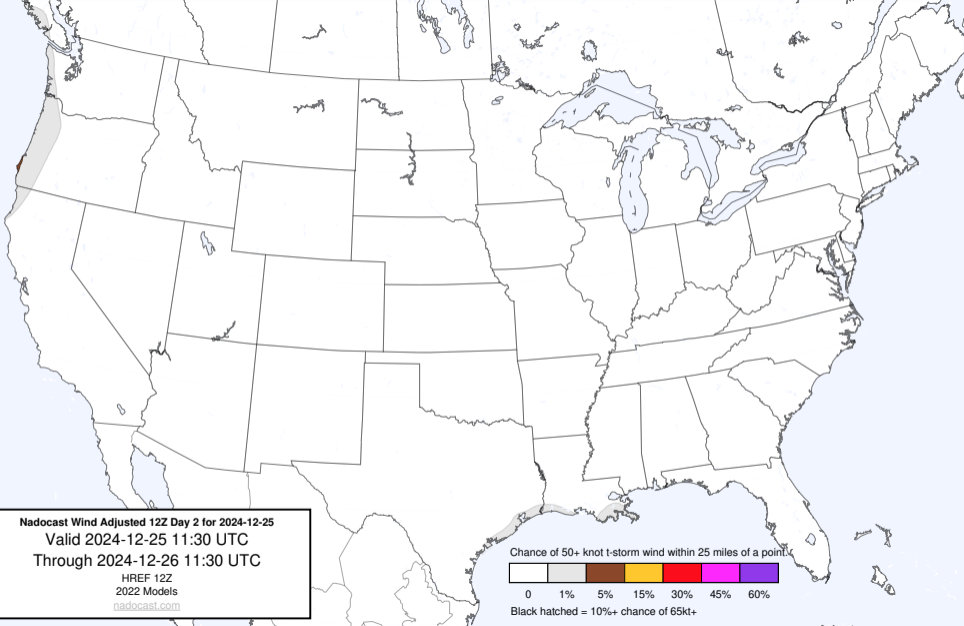 Nadocast Wind Adjusted 12Z Day 2 for 2024-12-25
Valid 2024-12-25 11:30 UTC
Through 2024-12-26 11:30 UTC
HREF 12Z
2022 Models
nadocast.com
Chance of 50+ knot t-storm wind within 25 miles of a point.
0 1% 5% 15% 30% 45% 60%
Black hatched = 10%+ chance of 65kt+